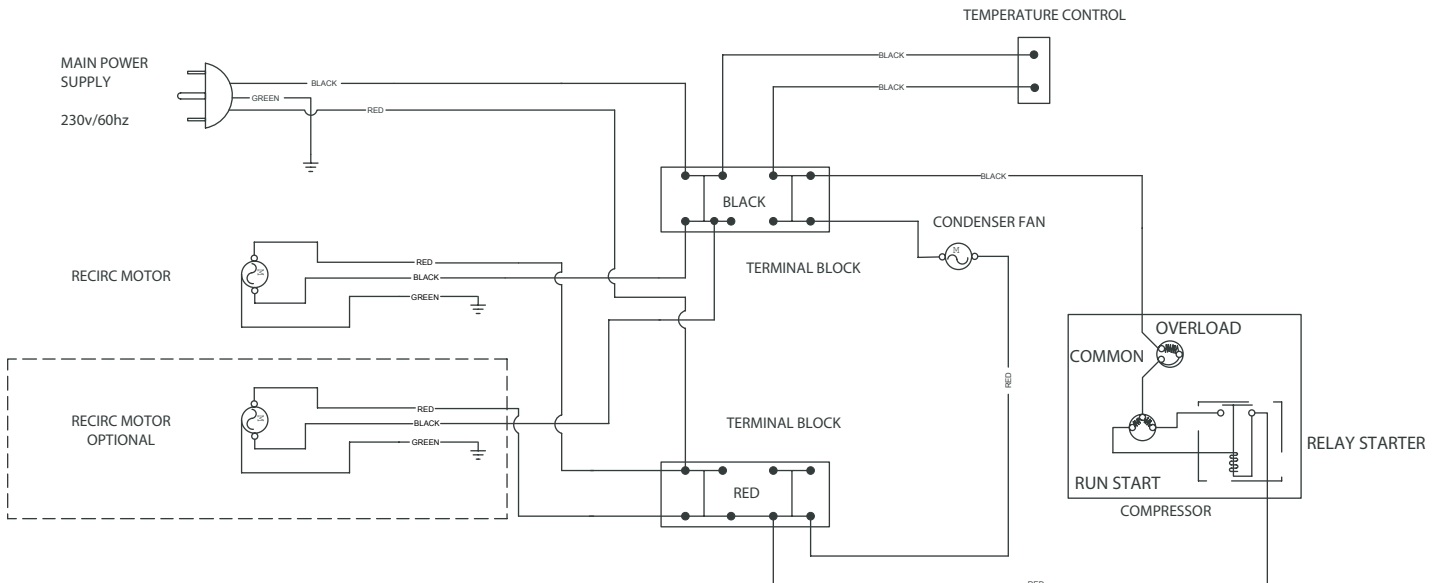 TEMPERATURE CONTROL
MAIN POWER
SUPPLY
230v/60hz
BLACK
GREEN
RED
BLACK
BLACK
BLACK
BLACK
CONDENSER FAN
M
TERMINAL BLOCK
RECIRC MOTOR
M
RED
BLACK
GREEN
RED
OVERLOAD
COMMON
RELAY STARTER
RUN START
COMPRESSOR
RECIRC MOTOR
OPTIONAL
M
RED
BLACK
GREEN
TERMINAL BLOCK
RED
RED